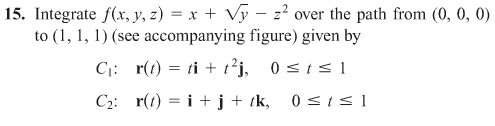 15. Integrate f(x, y, z) = x + √y − z² over the path from (0, 0, 0)
to (1, 1, 1) (see accompanying figure) given by
C₁: r(t) = ti + t²j, 0 ≤ t ≤ 1
C₂: r(t) = i + j + tk, 0 ≤ t ≤ 1